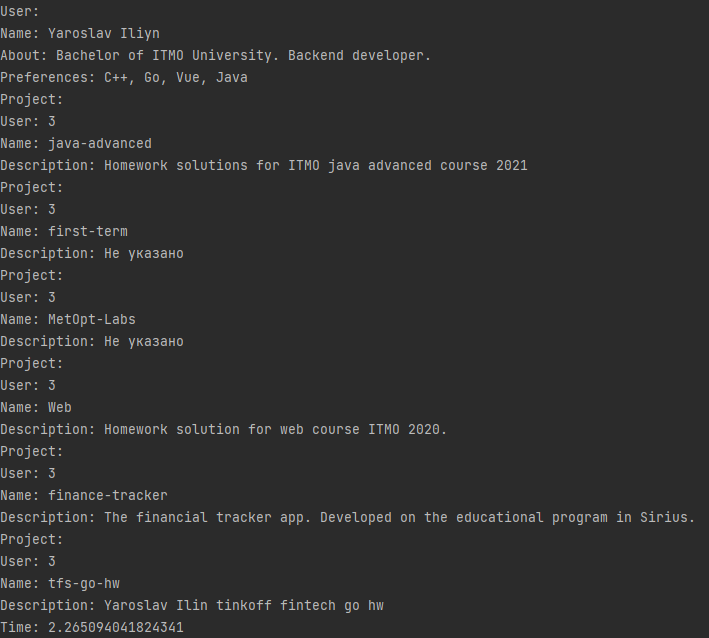 User:
Name: Yaroslav Iliyn
About: Bachelor of ITMO University. Backend developer.
Preferences: C++, Go, Vue, Java
Project:
User: 3
Name: java-advanced
Description: Homework solutions for ITMO java advanced course 2021
Project:
User: 3
Name: first-term
Description: Не указано
Project:
User: 3
Name: MetOpt-Labs
Description: Не указано
Project:
User: 3
Name: Web
Description: Homework solution for web course ITMO 2020.
Project:
User: 3
Name: finance-tracker
Description: The financial tracker app. Developed on the educational program in Sirius.
Project:
User: 3
Name: tfs-go-hw
Description: Yaroslav Ilin tinkoff fintech go hw
Time: 2.265094041824341